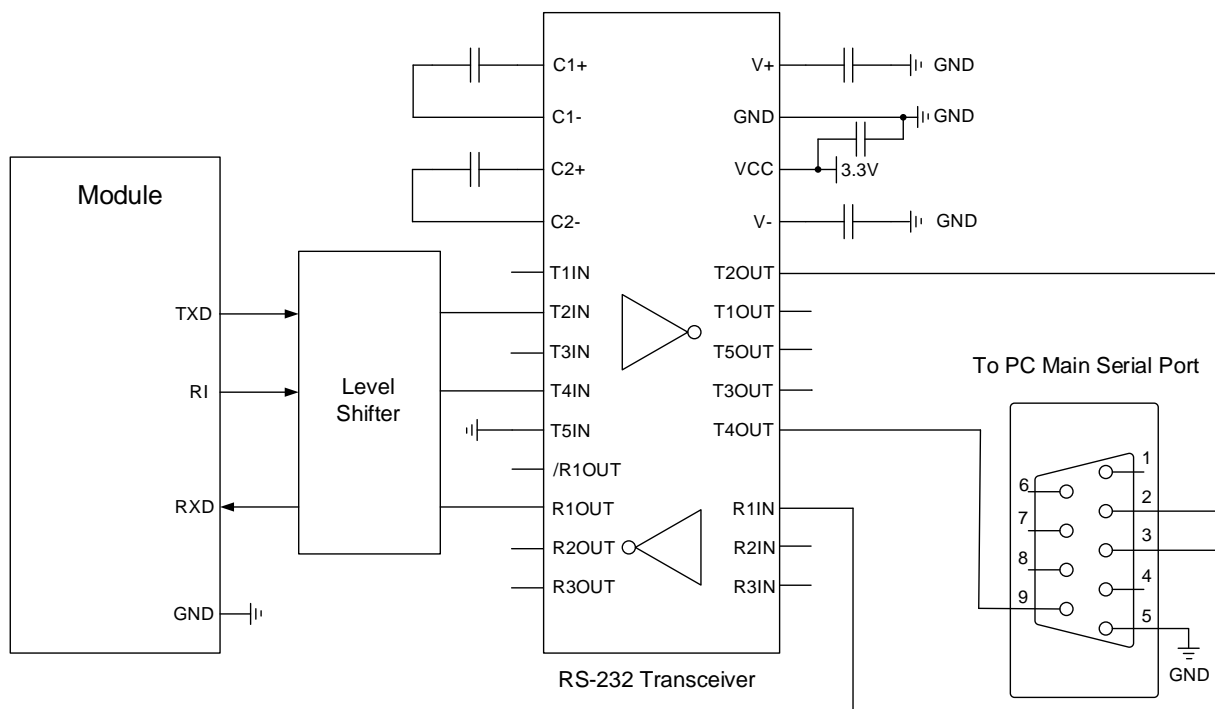 Module
TXD
RI
RXD
GND
Level
Shifter
C1+
C1-
C2+
C2-
T1IN
T2IN
T3IN
T4IN
T5IN
/R1OUT
R1OUT
R2OUT
R3OUT
V+
GND
VCC
V-
T2OUT
T1OUT
T5OUT
T3OUT
T4OUT
R1IN
R2IN
R3IN
GND
GND
3.3V
GND
RS-232 Transceiver
To PC Main Serial Port
1
6
2
7
3
8
4
9
5
GND